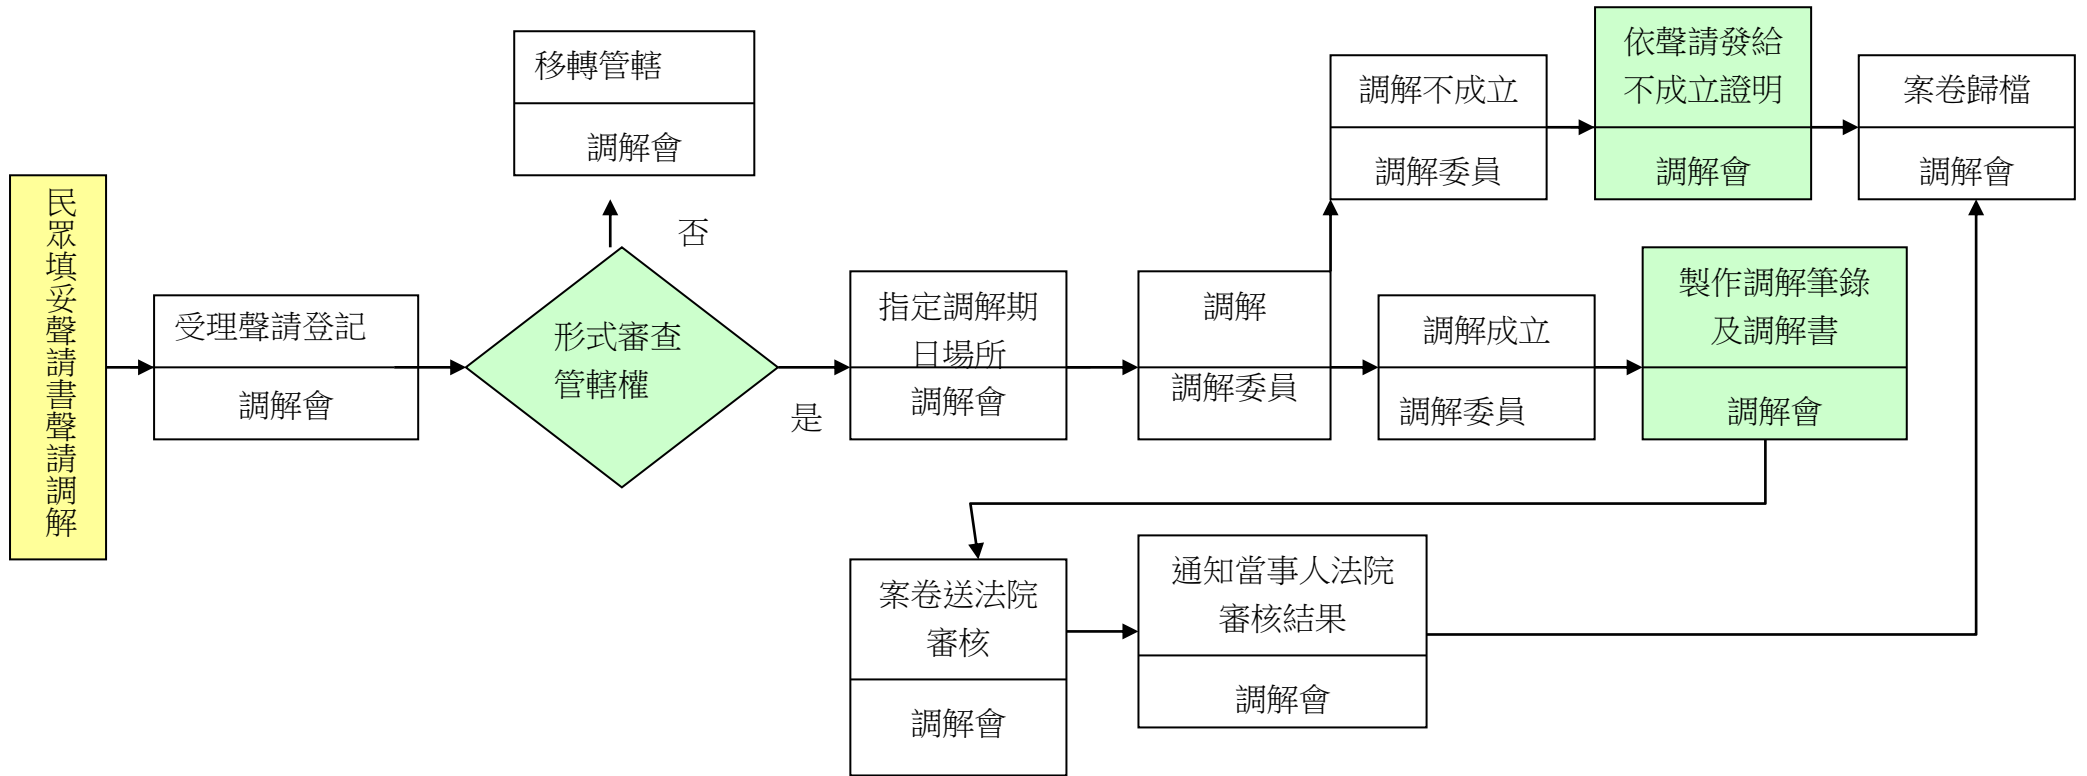 民眾填妥聲請書聲請調解
受理聲請登記
調解會
移轉管轄
調解會
否
形式審查
管轄權
是
指定調解期
日場所
調解會
調解
調解委員
調解不成立
調解委員
依聲請發給
不成立證明
調解會
案卷歸檔
調解會
調解成立
調解委員
製作調解筆錄
及調解書
調解會
案卷送法院
審核
調解會
通知當事人法院
審核結果
調解會